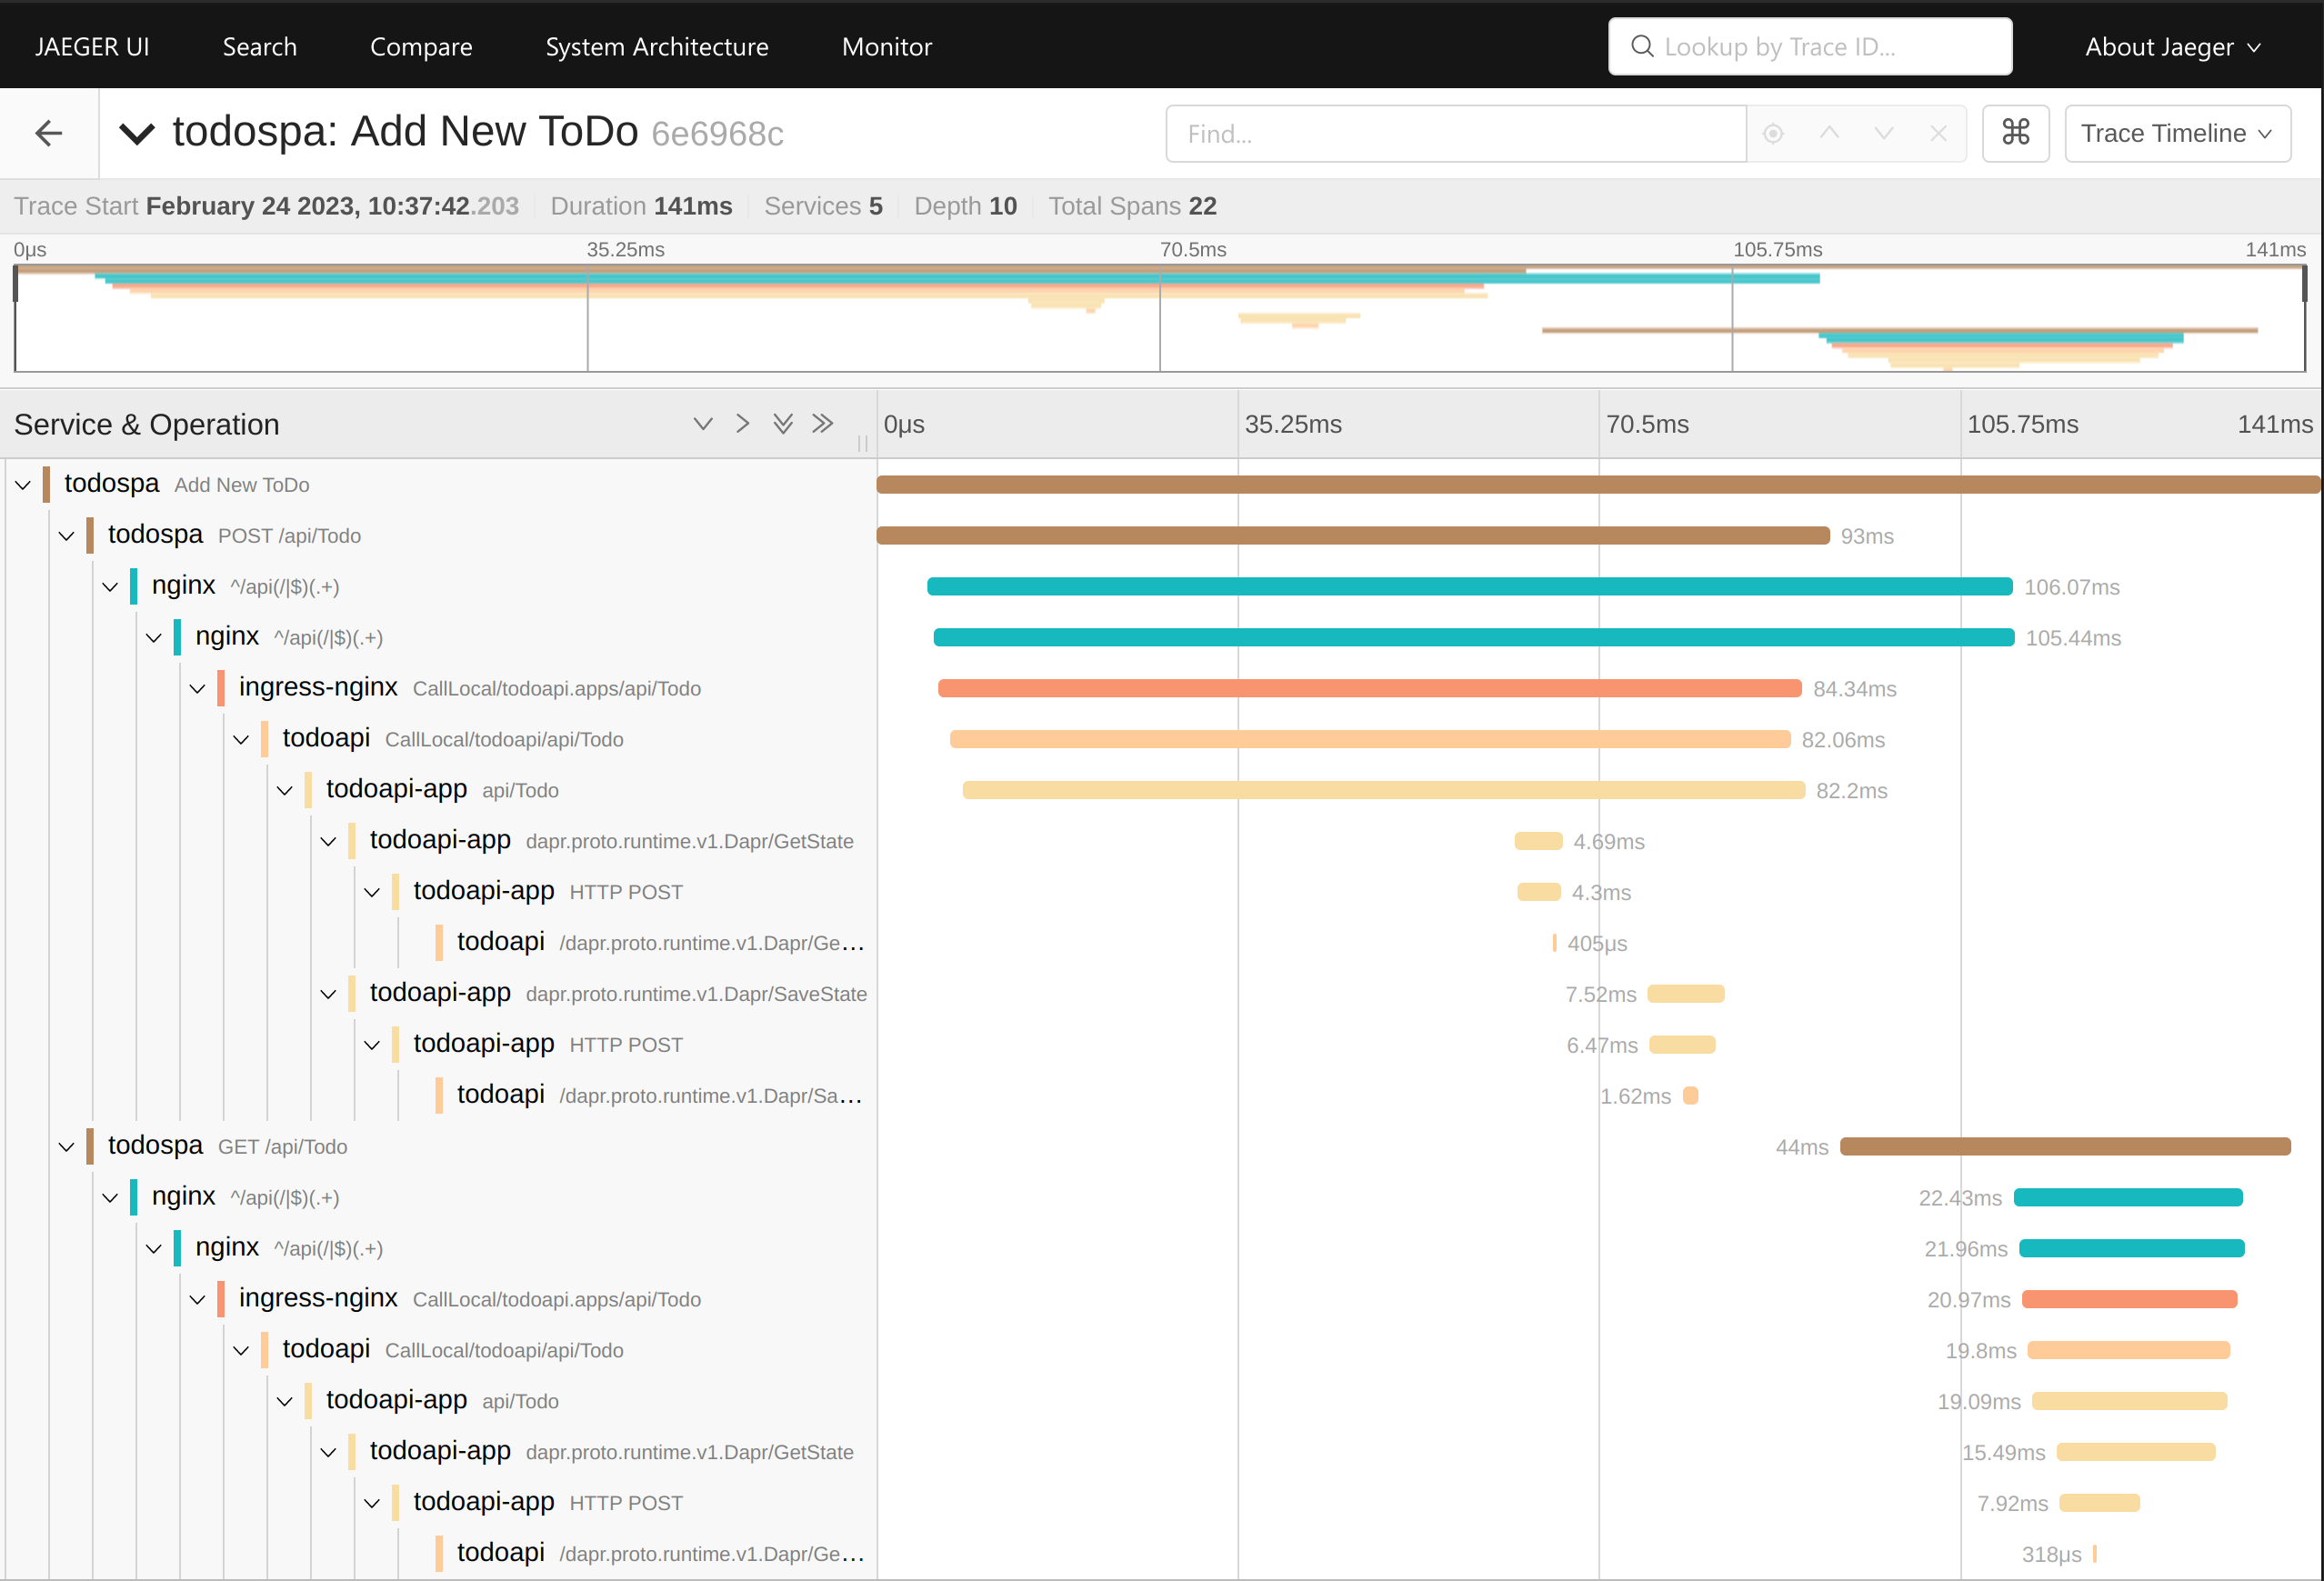 JAEGER UI Search Compare System Architecture Monitor Lookup by Trace ID... About Jaeger
todospa: Add New ToDo 6e6968c Find... ⌘ Trace Timeline
Trace Start February 24 2023, 10:37:42.203 Duration 141ms Services 5 Depth 10 Total Spans 22
0μs 35.25ms 70.5ms 105.75ms 141ms
Service & Operation 0μs 35.25ms 70.5ms 105.75ms 141ms
todospa Add New ToDo
todospa POST /api/Todo 93ms
nginx ^/api(/|$)(.+) 106.07ms
nginx ^/api(/|$)(.+) 105.44ms
ingress-nginx CallLocal/todoapi.apps/api/Todo 84.34ms
todoapi CallLocal/todoapi/api/Todo 82.06ms
todoapi-app api/Todo 82.2ms
todoapi-app dapr.proto.runtime.v1.Dapr/GetState 4.69ms
todoapi-app HTTP POST 4.3ms
todoapi /dapr.proto.runtime.v1.Dapr/Ge... 405μs
todoapi-app dapr.proto.runtime.v1.Dapr/SaveState 7.52ms
todoapi-app HTTP POST 6.47ms
todoapi /dapr.proto.runtime.v1.Dapr/Sa... 1.62ms
todospa GET /api/Todo 44ms
nginx ^/api(/|$)(.+) 22.43ms
nginx ^/api(/|$)(.+) 21.96ms
ingress-nginx CallLocal/todoapi.apps/api/Todo 20.97ms
todoapi CallLocal/todoapi/api/Todo 19.8ms
todoapi-app api/Todo 19.09ms
todoapi-app dapr.proto.runtime.v1.Dapr/GetState 15.49ms
todoapi-app HTTP POST 7.92ms
todoapi /dapr.proto.runtime.v1.Dapr/Ge... 318μs